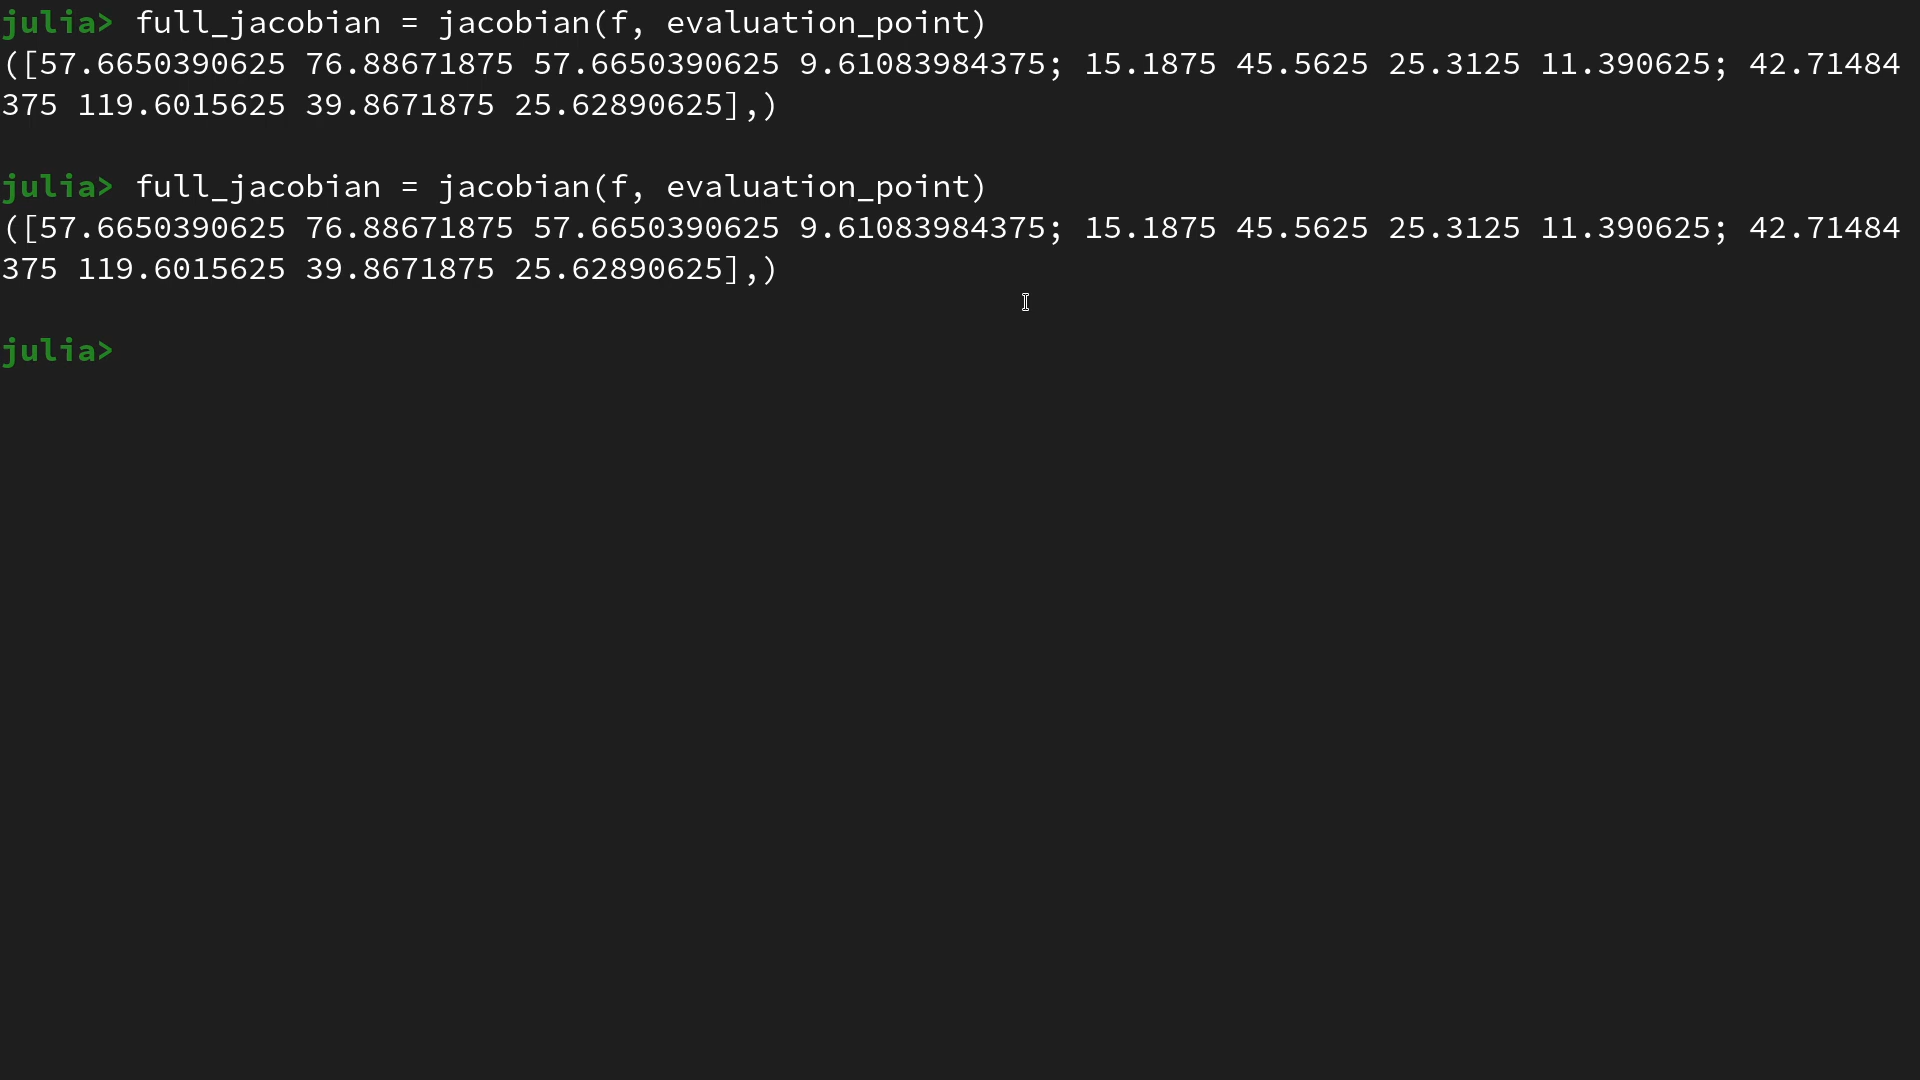 julia> full_jacobian = jacobian(f, evaluation_point)
([57.6650390625 76.88671875 57.6650390625 9.61083984375; 15.1875 45.5625 25.3125 11.390625; 42.71484
375 119.6015625 39.8671875 25.62890625],)
julia> full_jacobian = jacobian(f, evaluation_point)
([57.6650390625 76.88671875 57.6650390625 9.61083984375; 15.1875 45.5625 25.3125 11.390625; 42.71484
375 119.6015625 39.8671875 25.62890625],)
julia>